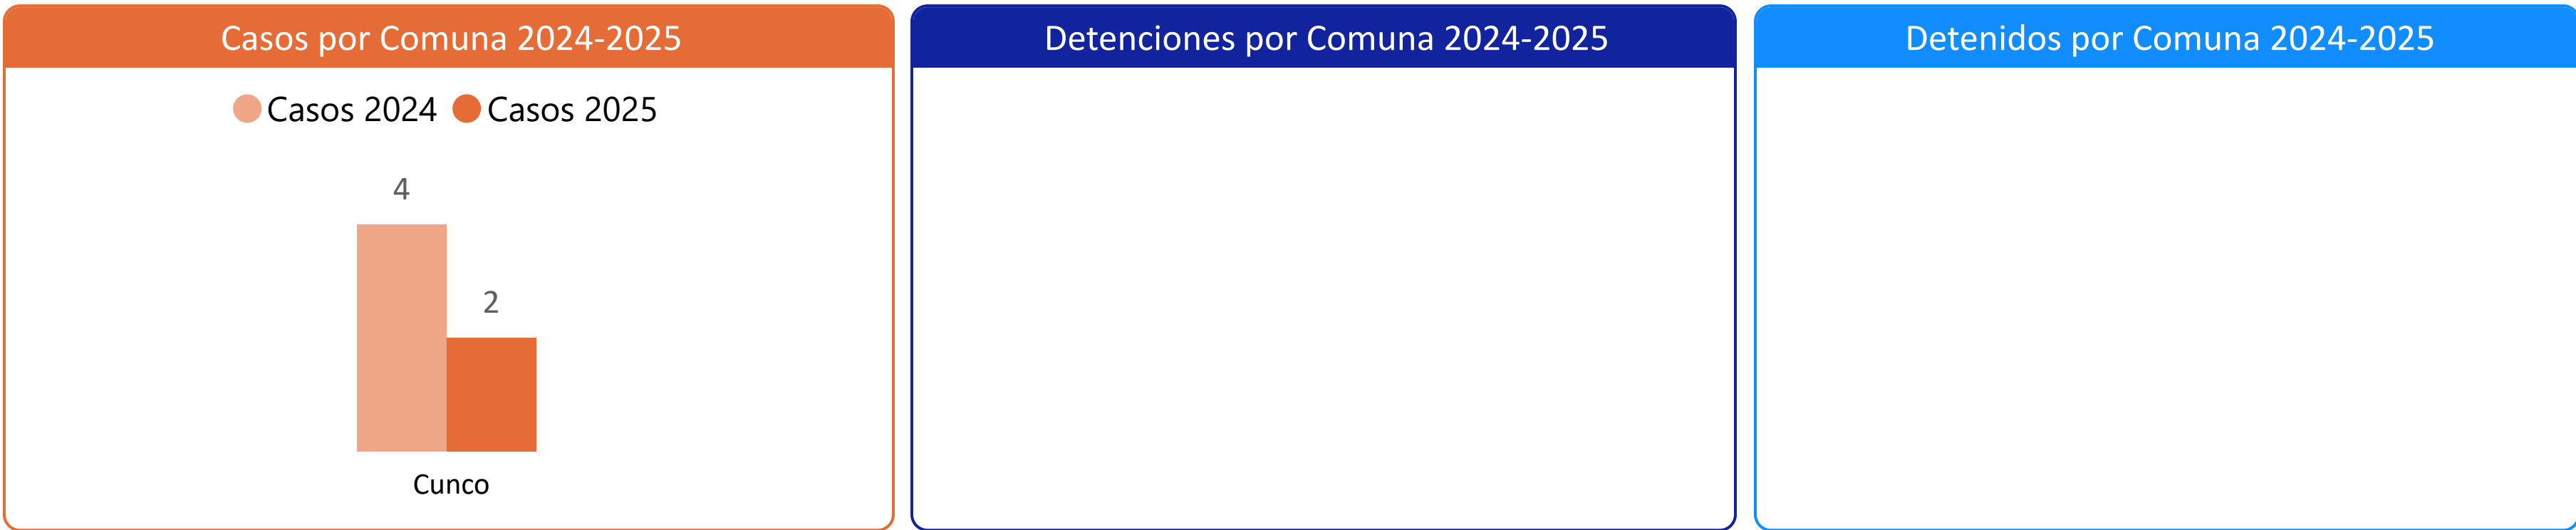 Casos por Comuna 2024-2025
Casos 2024 Casos 2025
4
2
Cunco
Detenciones por Comuna 2024-2025
Detenidos por Comuna 2024-2025